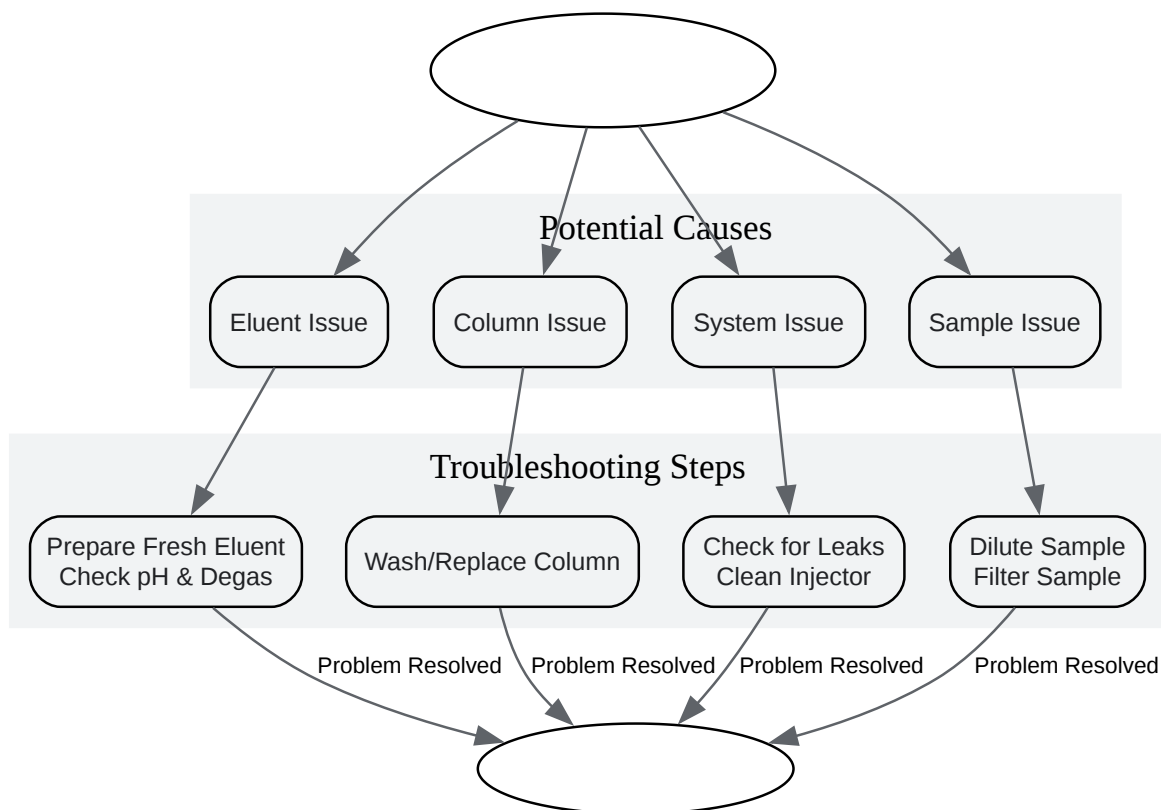 Potential Causes
Eluent Issue
Column Issue
System Issue
Sample Issue
Troubleshooting Steps
Prepare Fresh Eluent
Check pH & Degas
Wash/Replace Column
Check for Leaks
Clean Injector
Dilute Sample
Filter Sample
Problem Resolved
Problem Resolved
Problem Resolved
Problem Resolved